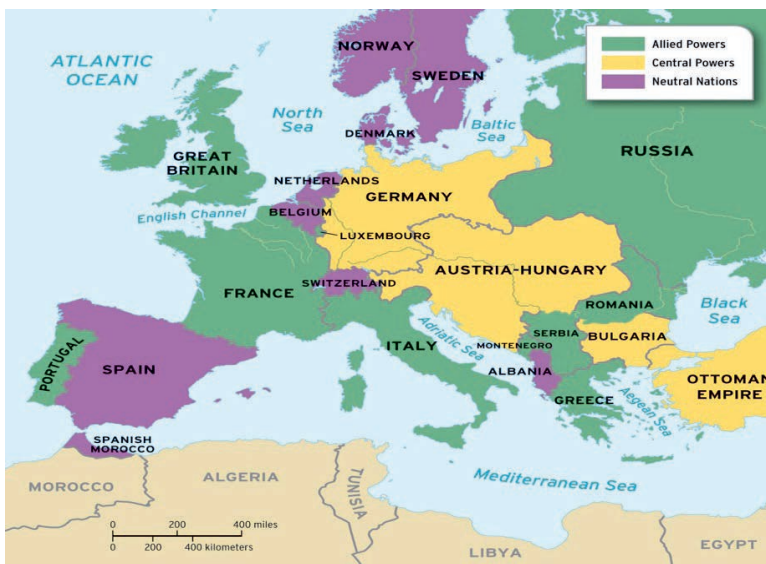 NORWAY
SWEDEN
ATLANTIC
OCEAN
Allied Powers
Central Powers
Neutral Nations
North
Sea
DENMARK
Baltic
Sea
RUSSIA
GREAT
BRITAIN
NETHERLANDS
GERMANY
English Channel
BELGIUM
LUXEMBOURG
AUSTRIA-HUNGARY
SWITZERLAND
FRANCE
ROMANIA
Black
Sea
Adriatic Sea
SERBIA
BULGARIA
MONTENEGRO
ITALY
PORTUGAL
SPAIN
ALBANIA
OTTOMAN
EMPIRE
GREECE
Aegean Sea
SPANISH
MOROCCO
MOROCCO
ALGERIA
TUNISIA
Mediterranean Sea
0 200 400 miles
0 200 400 kilometers
LIBYA
EGYPT